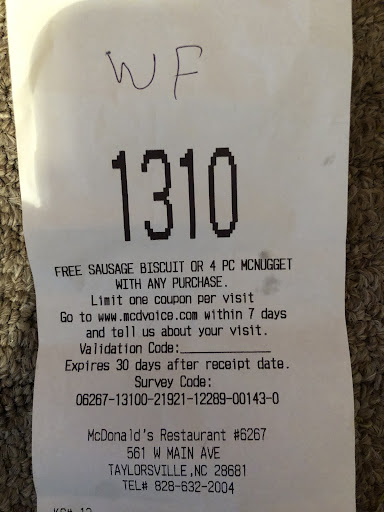 WF
1310
FREE SAUSAGE BISCUIT OR 4 PC MCNUGGET
WITH ANY PURCHASE.
Limit one coupon per visit
Go to www.mcdvoice.com within 7 days
and tell us about your visit.
Validation Code:______________
Expires 30 days after receipt date.
Survey Code:
06267-13100-21921-12289-00143-0
McDonald's Restaurant #6267
561 W MAIN AVE
TAYLORSVILLE,NC 28681
TEL# 828-632-2004